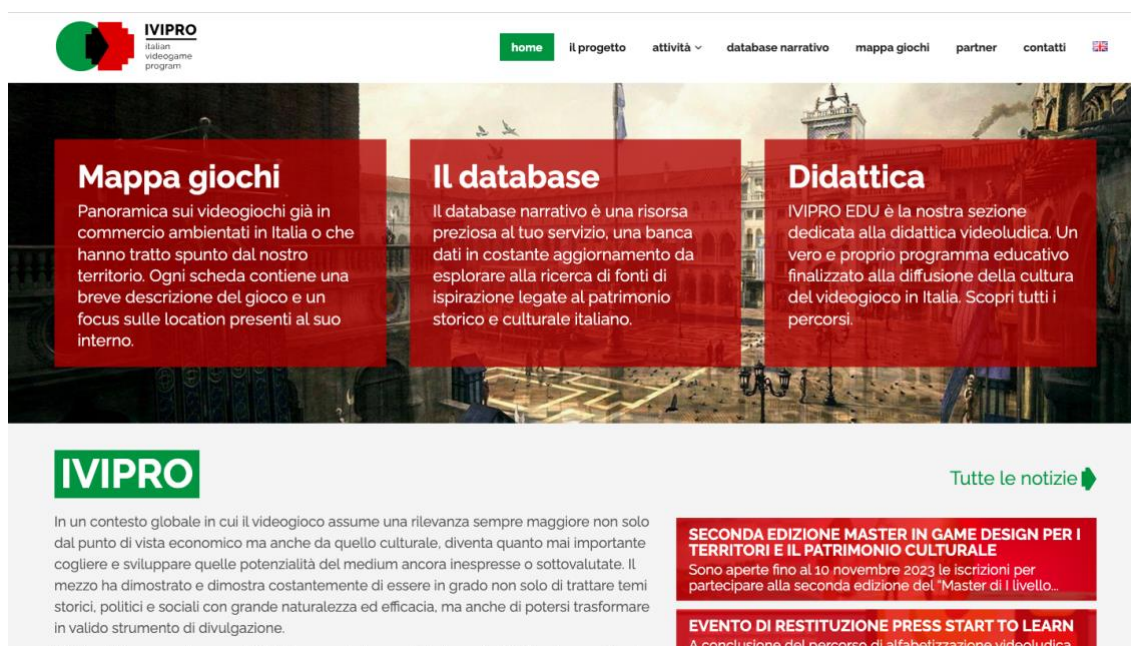 IVIPRO
italian
videogame
program
home il progetto attività database narrativo mappa giochi partner contatti
Mappa giochi
Panoramica sui videogiochi già in
commercio ambientati in Italia o che
hanno tratto spunto dal nostro
territorio. Ogni scheda contiene una
breve descrizione del gioco e un
focus sulle location presenti al suo
interno.
Il database
Il database narrativo è una risorsa
preziosa al tuo servizio, una banca
dati in costante aggiornamento da
esplorare alla ricerca di fonti di
ispirazione legate al patrimonio
storico e culturale italiano.
Didattica
IVIPRO EDU è la nostra sezione
dedicata alla didattica videoludica. Un
vero e proprio programma educativo
finalizzato alla diffusione della cultura
del videogioco in Italia. Scopri tutti i
percorsi.
IVIPRO
In un contesto globale in cui il videogioco assume una rilevanza sempre maggiore non solo
dal punto di vista economico ma anche da quello culturale, diventa quanto mai importante
cogliere e sviluppare quelle potenzialità del medium ancora inespresse o sottovalutate. Il
mezzo ha dimostrato e dimostra costantemente di essere in grado non solo di trattare temi
storici, politici e sociali con grande naturalezza ed efficacia, ma anche di potersi trasformare
in valido strumento di divulgazione.
Tutte le notizie
SECONDA EDIZIONE MASTER IN GAME DESIGN PER I
TERRITORI E IL PATRIMONIO CULTURALE
Sono aperte fino al 10 novembre 2023 le iscrizioni per
partecipare alla seconda edizione del "Master di I livello...
EVENTO DI RESTITUZIONE PRESS START TO LEARN
A conclusione del percorso di alfabetizzazione videoludica